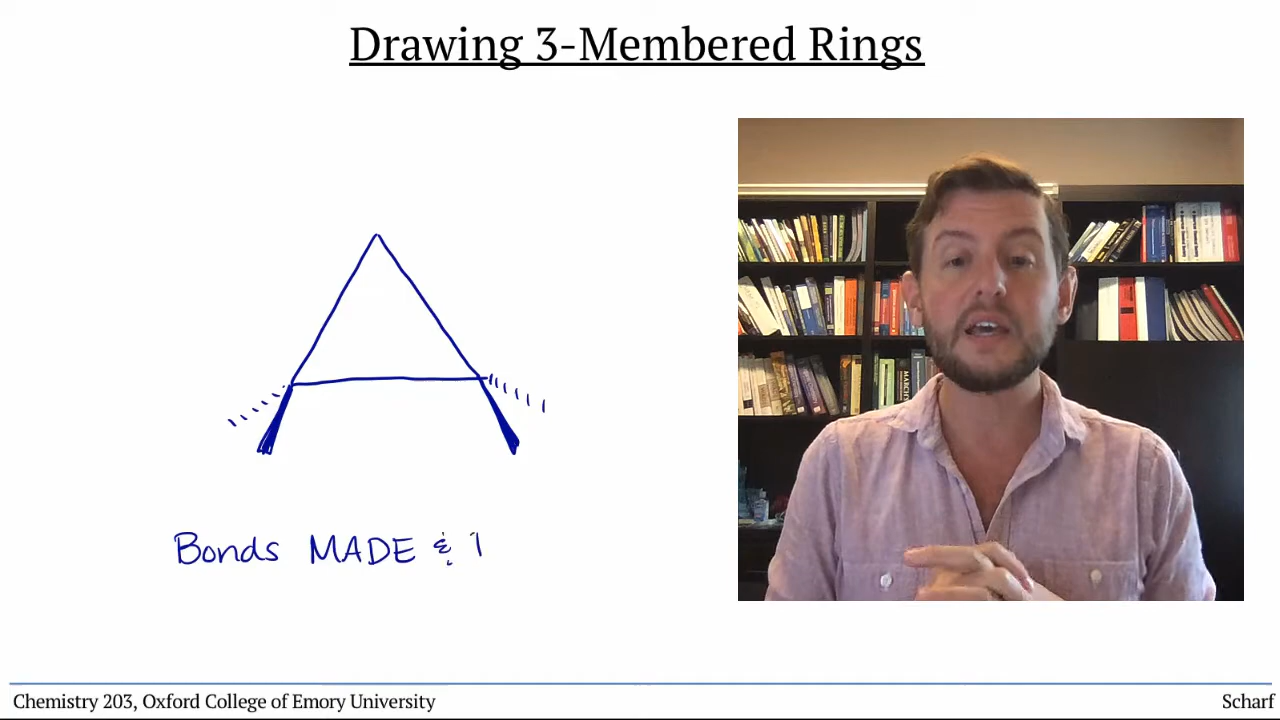 Drawing 3-Membered Rings
Bonds MADE &
Chemistry 203, Oxford College of Emory University
Scharf